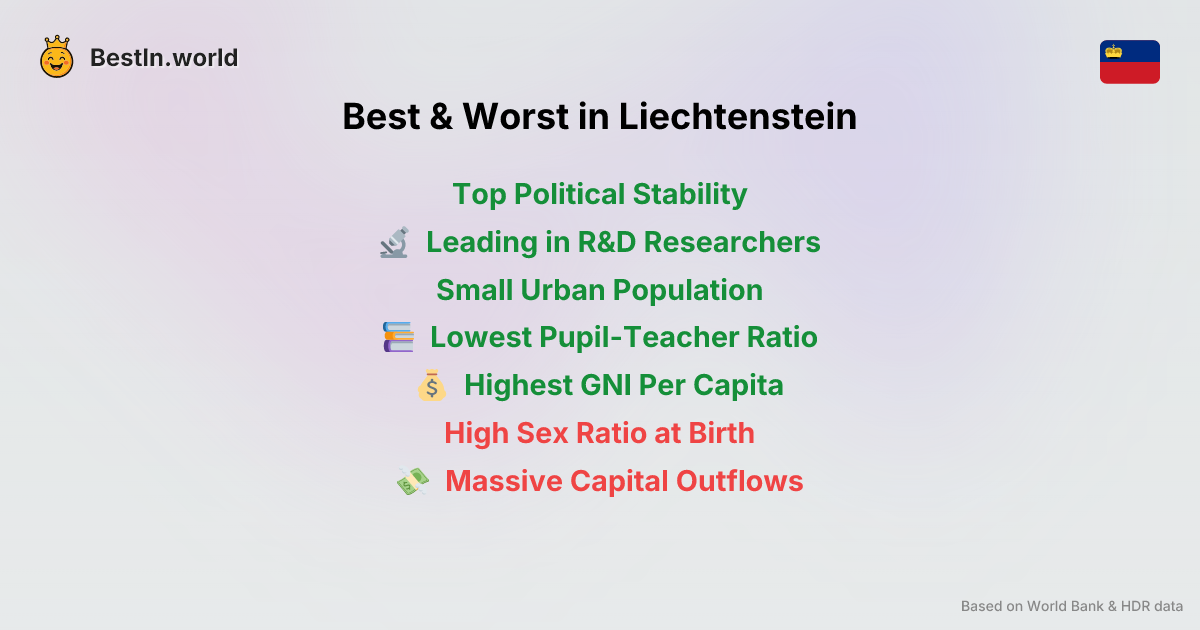 BestIn.world
Best & Worst in Liechtenstein
Top Political Stability
🔬 Leading in R&D Researchers
Small Urban Population
📚 Lowest Pupil-Teacher Ratio
💰 Highest GNI Per Capita
High Sex Ratio at Birth
💸 Massive Capital Outflows
Based on World Bank & HDR data